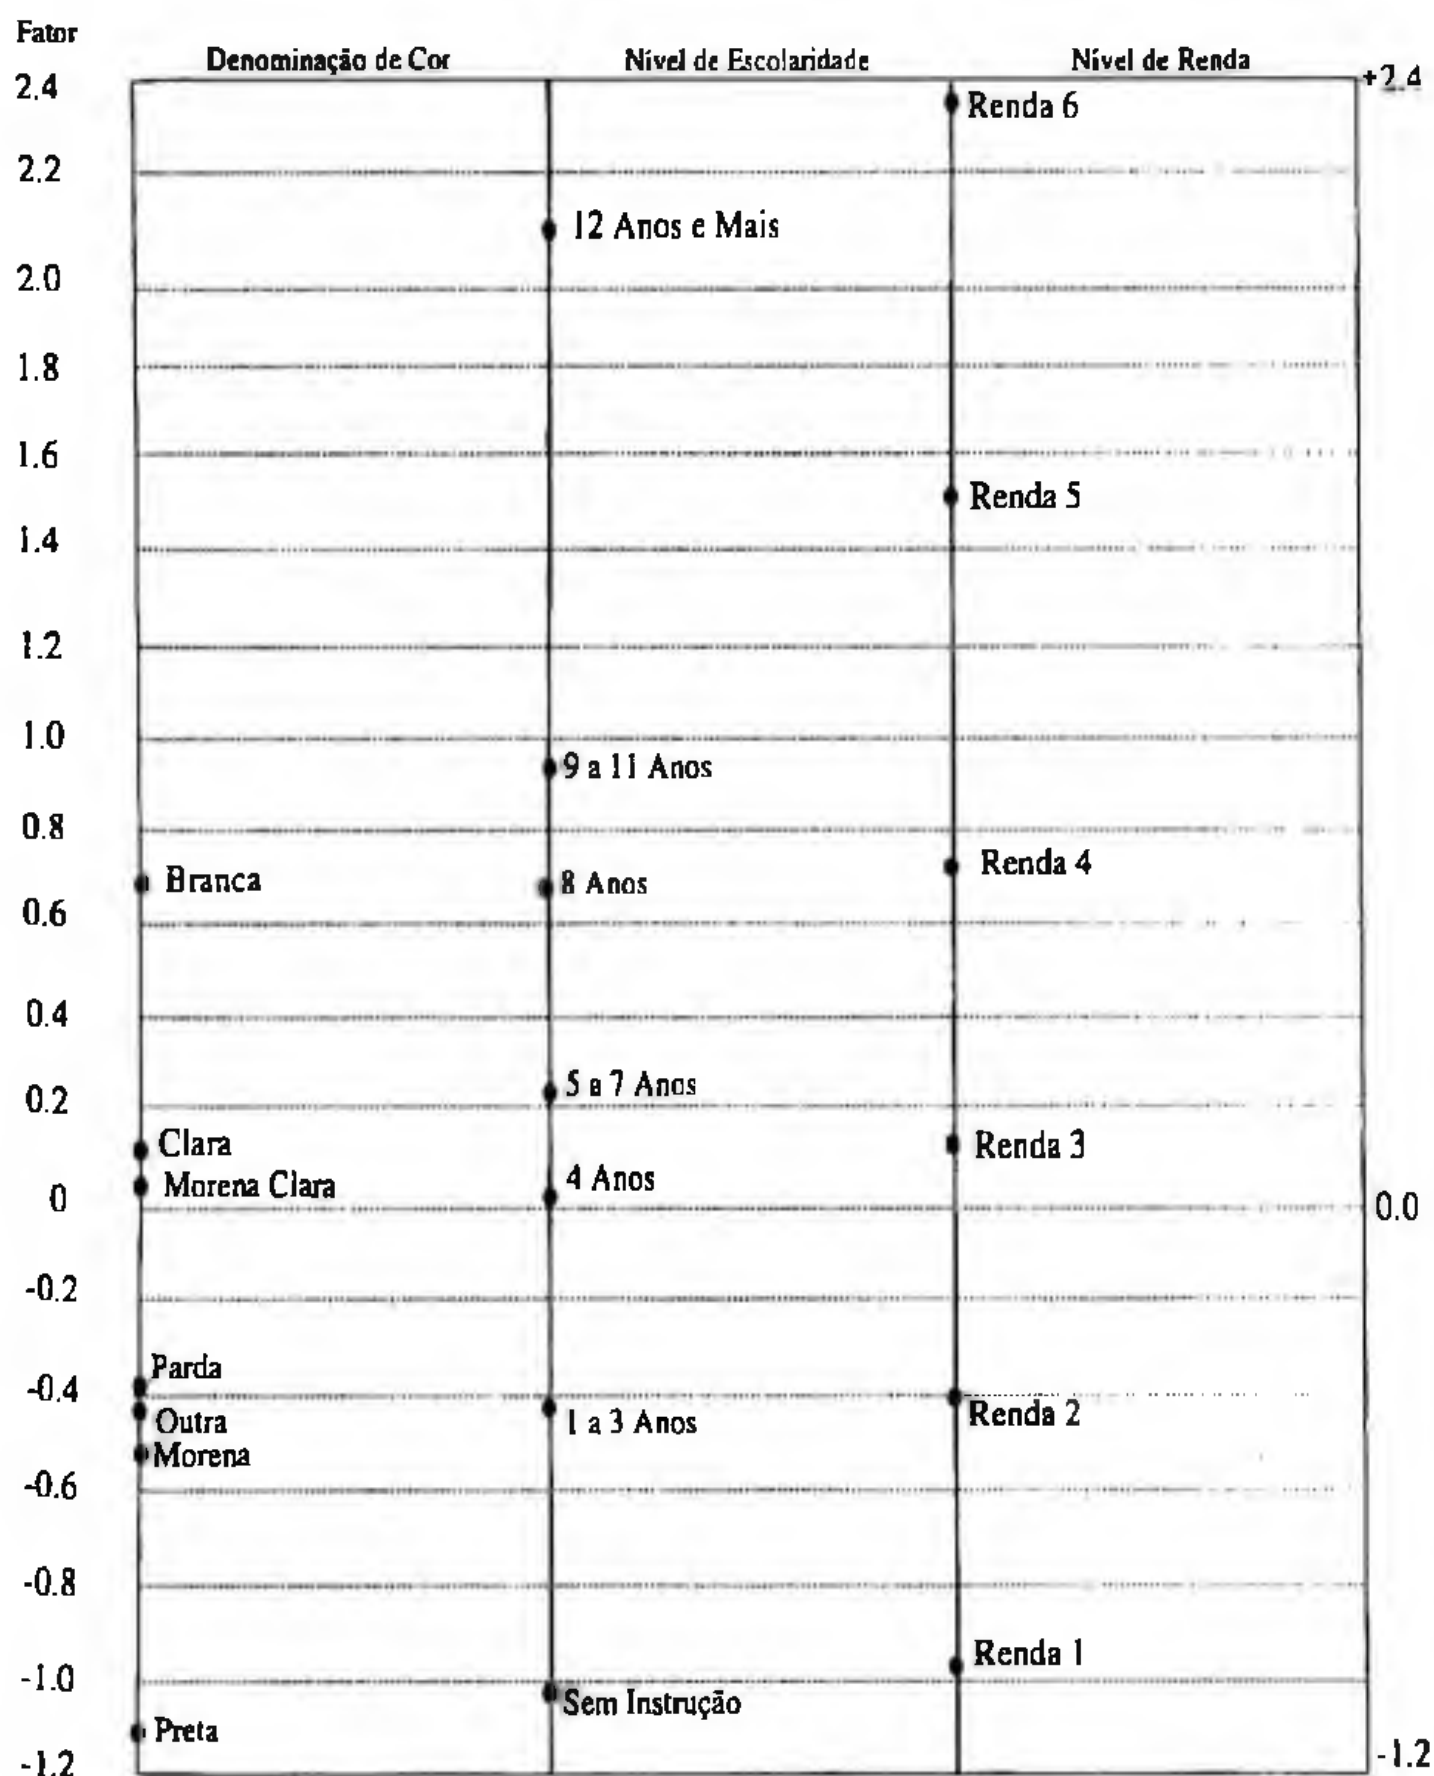 Fator
Denominação de Cor Nível de Escolaridade Nível de Renda
2.4 +2.4
Renda 6
2.2
12 Anos e Mais
2.0
1.8
1.6
Renda 5
1.4
1.2
1.0
9 a 11 Anos
0.8
Renda 4
Branca 8 Anos
0.6
0.4
5 a 7 Anos
0.2
Clara Renda 3
4 Anos
Morena Clara
0 0.0
-0.2
Parda
-0.4
Renda 2
Outra 1 a 3 Anos
Morena
-0.6
-0.8
Renda 1
-1.0
Sem Instrução
Preta
-1.2 -1.2